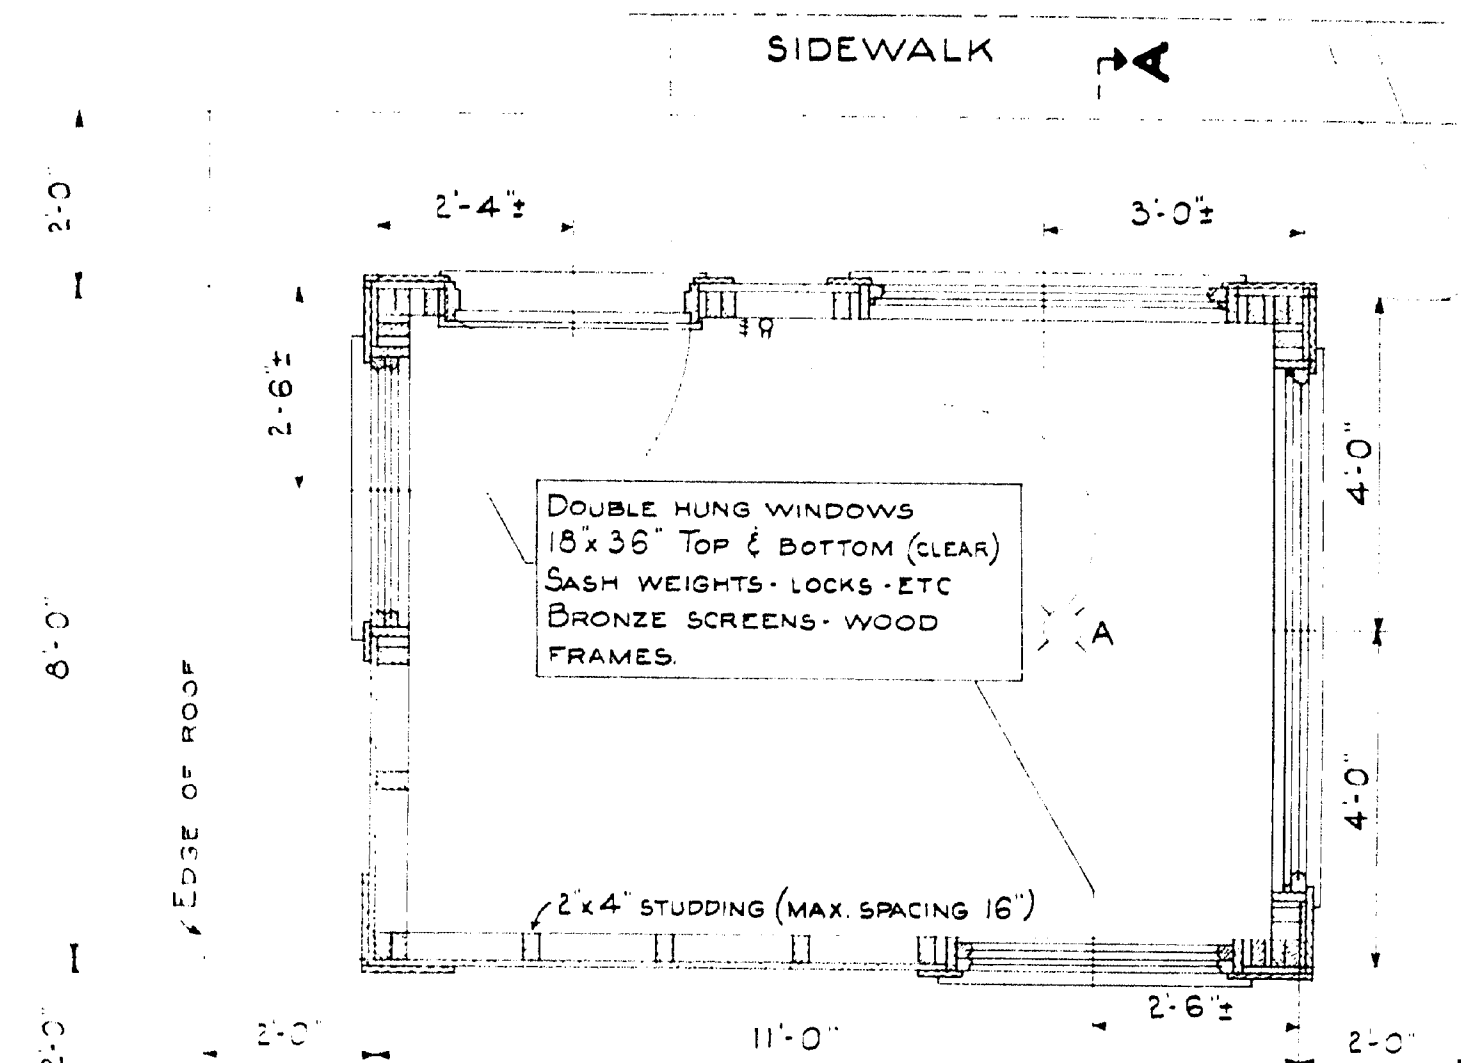 SIDEWALK
A
2'-0"
2'-4"±
3'-0"±
2'-6"±
4'-0"
DOUBLE HUNG WINDOWS
18"x 36" TOP & BOTTOM (CLEAR)
SASH WEIGHTS · LOCKS · ETC
BRONZE SCREENS · WOOD
FRAMES.
A
8'-0"
EDGE OF ROOF
4'-0"
2"x4" STUDDING (MAX. SPACING 16")
2'-6"±
2'-0"
2'-0"
11'-0"
2'-0"